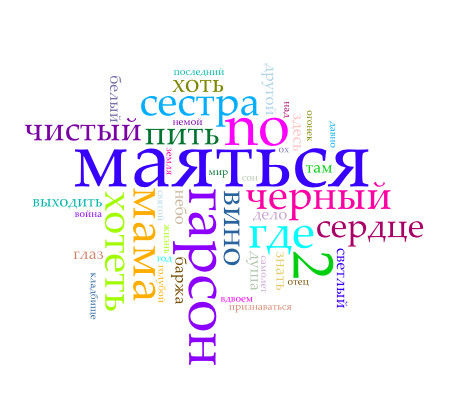 последний
другой
хоть
белый
сестра
над
огонек
немой
по
здесь
чистый
пить
давно
ох
земля
маяться
мир
там
сон
святой
небо
черный
выходить
хотеть
мама
гарсон
вино
дело
война
сердце
где
жизнь
глаз
год
голубой
баржа
2
знать
душа
самолет
светлый
кладбище
отец
вдвоем
признаваться